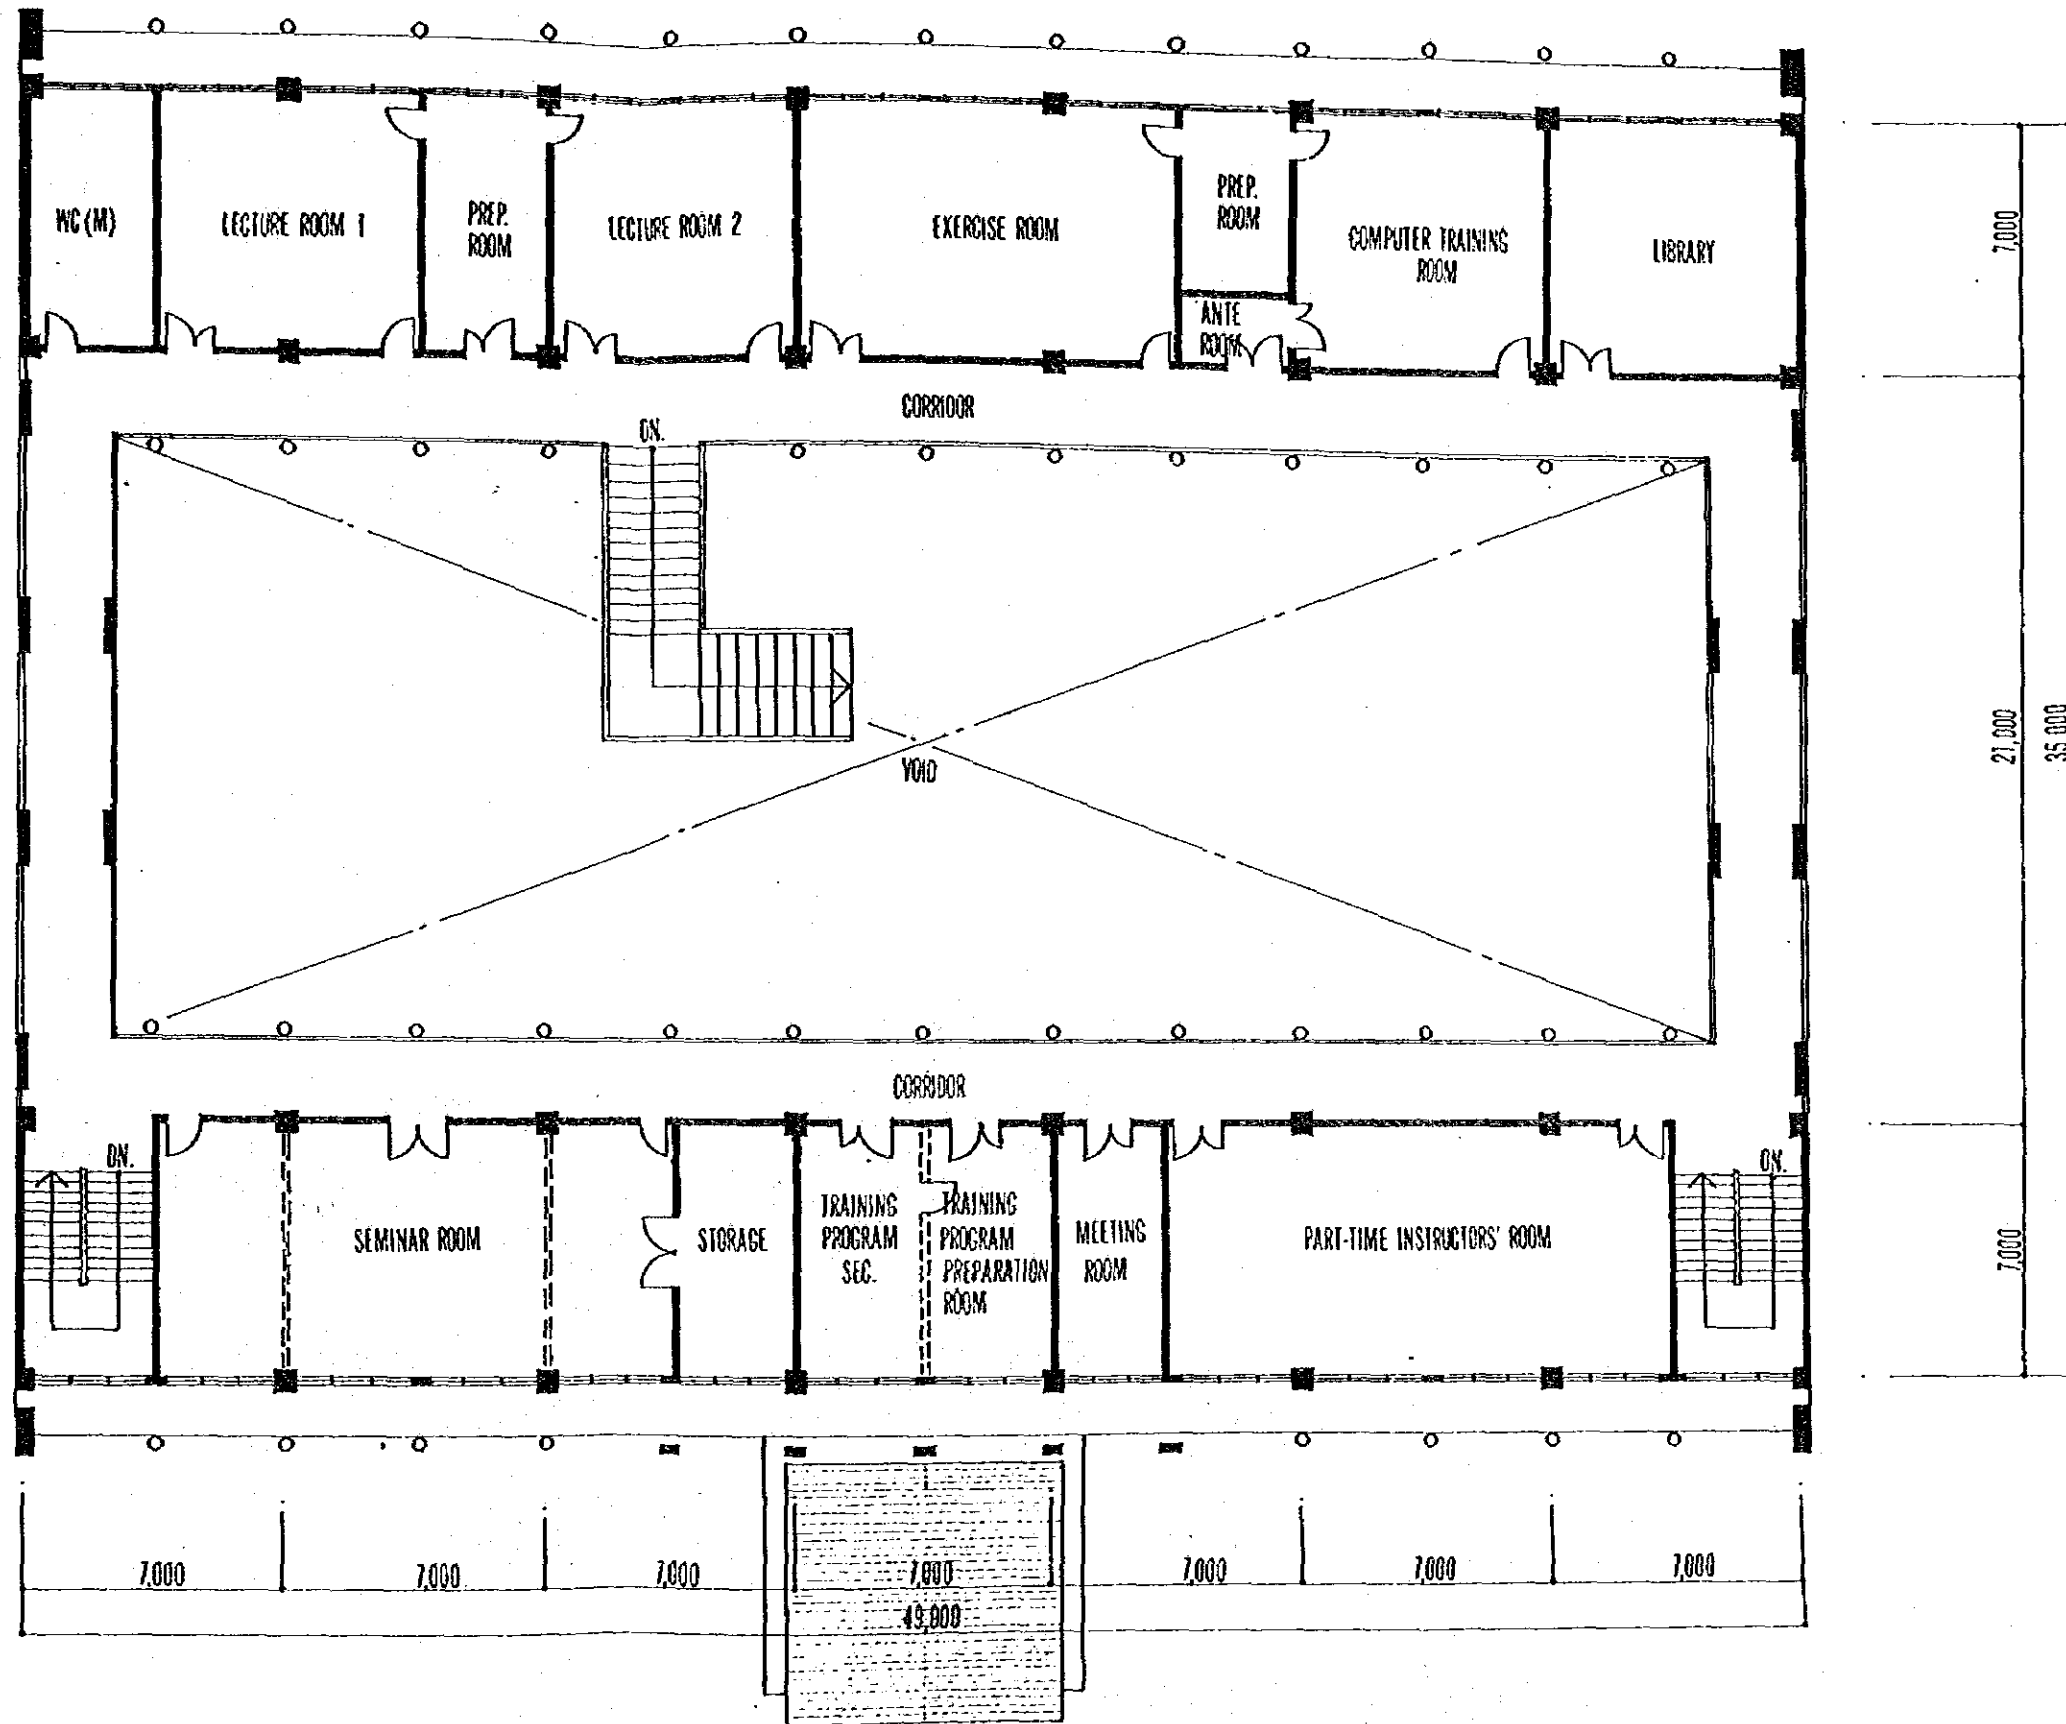 WC(M)
LECTURE ROOM 1
PREP.
ROOM
LECTURE ROOM 2
EXERCISE ROOM
PREP.
ROOM
ANTE
ROOM
COMPUTER TRAINING
ROOM
LIBRARY
7,000
CORRIDOR
DN.
VOID
21,000
35,000
CORRIDOR
DN.
SEMINAR ROOM
STORAGE
TRAINING
PROGRAM
SEC.
TRAINING
PROGRAM
PREPARATION
ROOM
MEETING
ROOM
PART-TIME INSTRUCTORS' ROOM
DN.
7,000
7,000
7,000
7,000
7,000
7,000
7,000
7,000
49,000